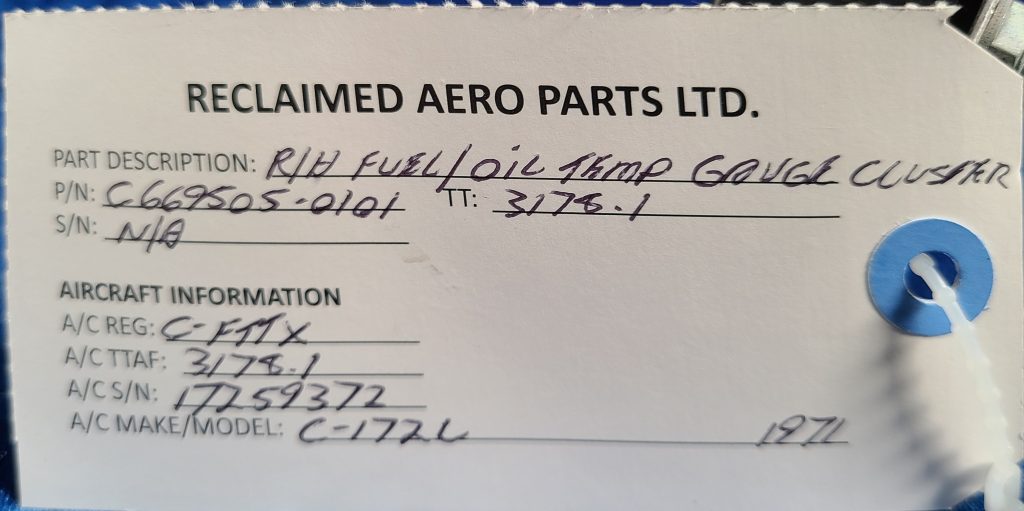 RECLAIMED AERO PARTS LTD.
PART DESCRIPTION: R/H FUEL/OIL TEMP GAUGE CLUSTER
P/N: C669505-0101 TT: 3178.1
S/N: N/A
AIRCRAFT INFORMATION
A/C REG: C-FTTX
A/C TTAF: 3178.1
A/C S/N: 17259372
A/C MAKE/MODEL: C-172L 1971